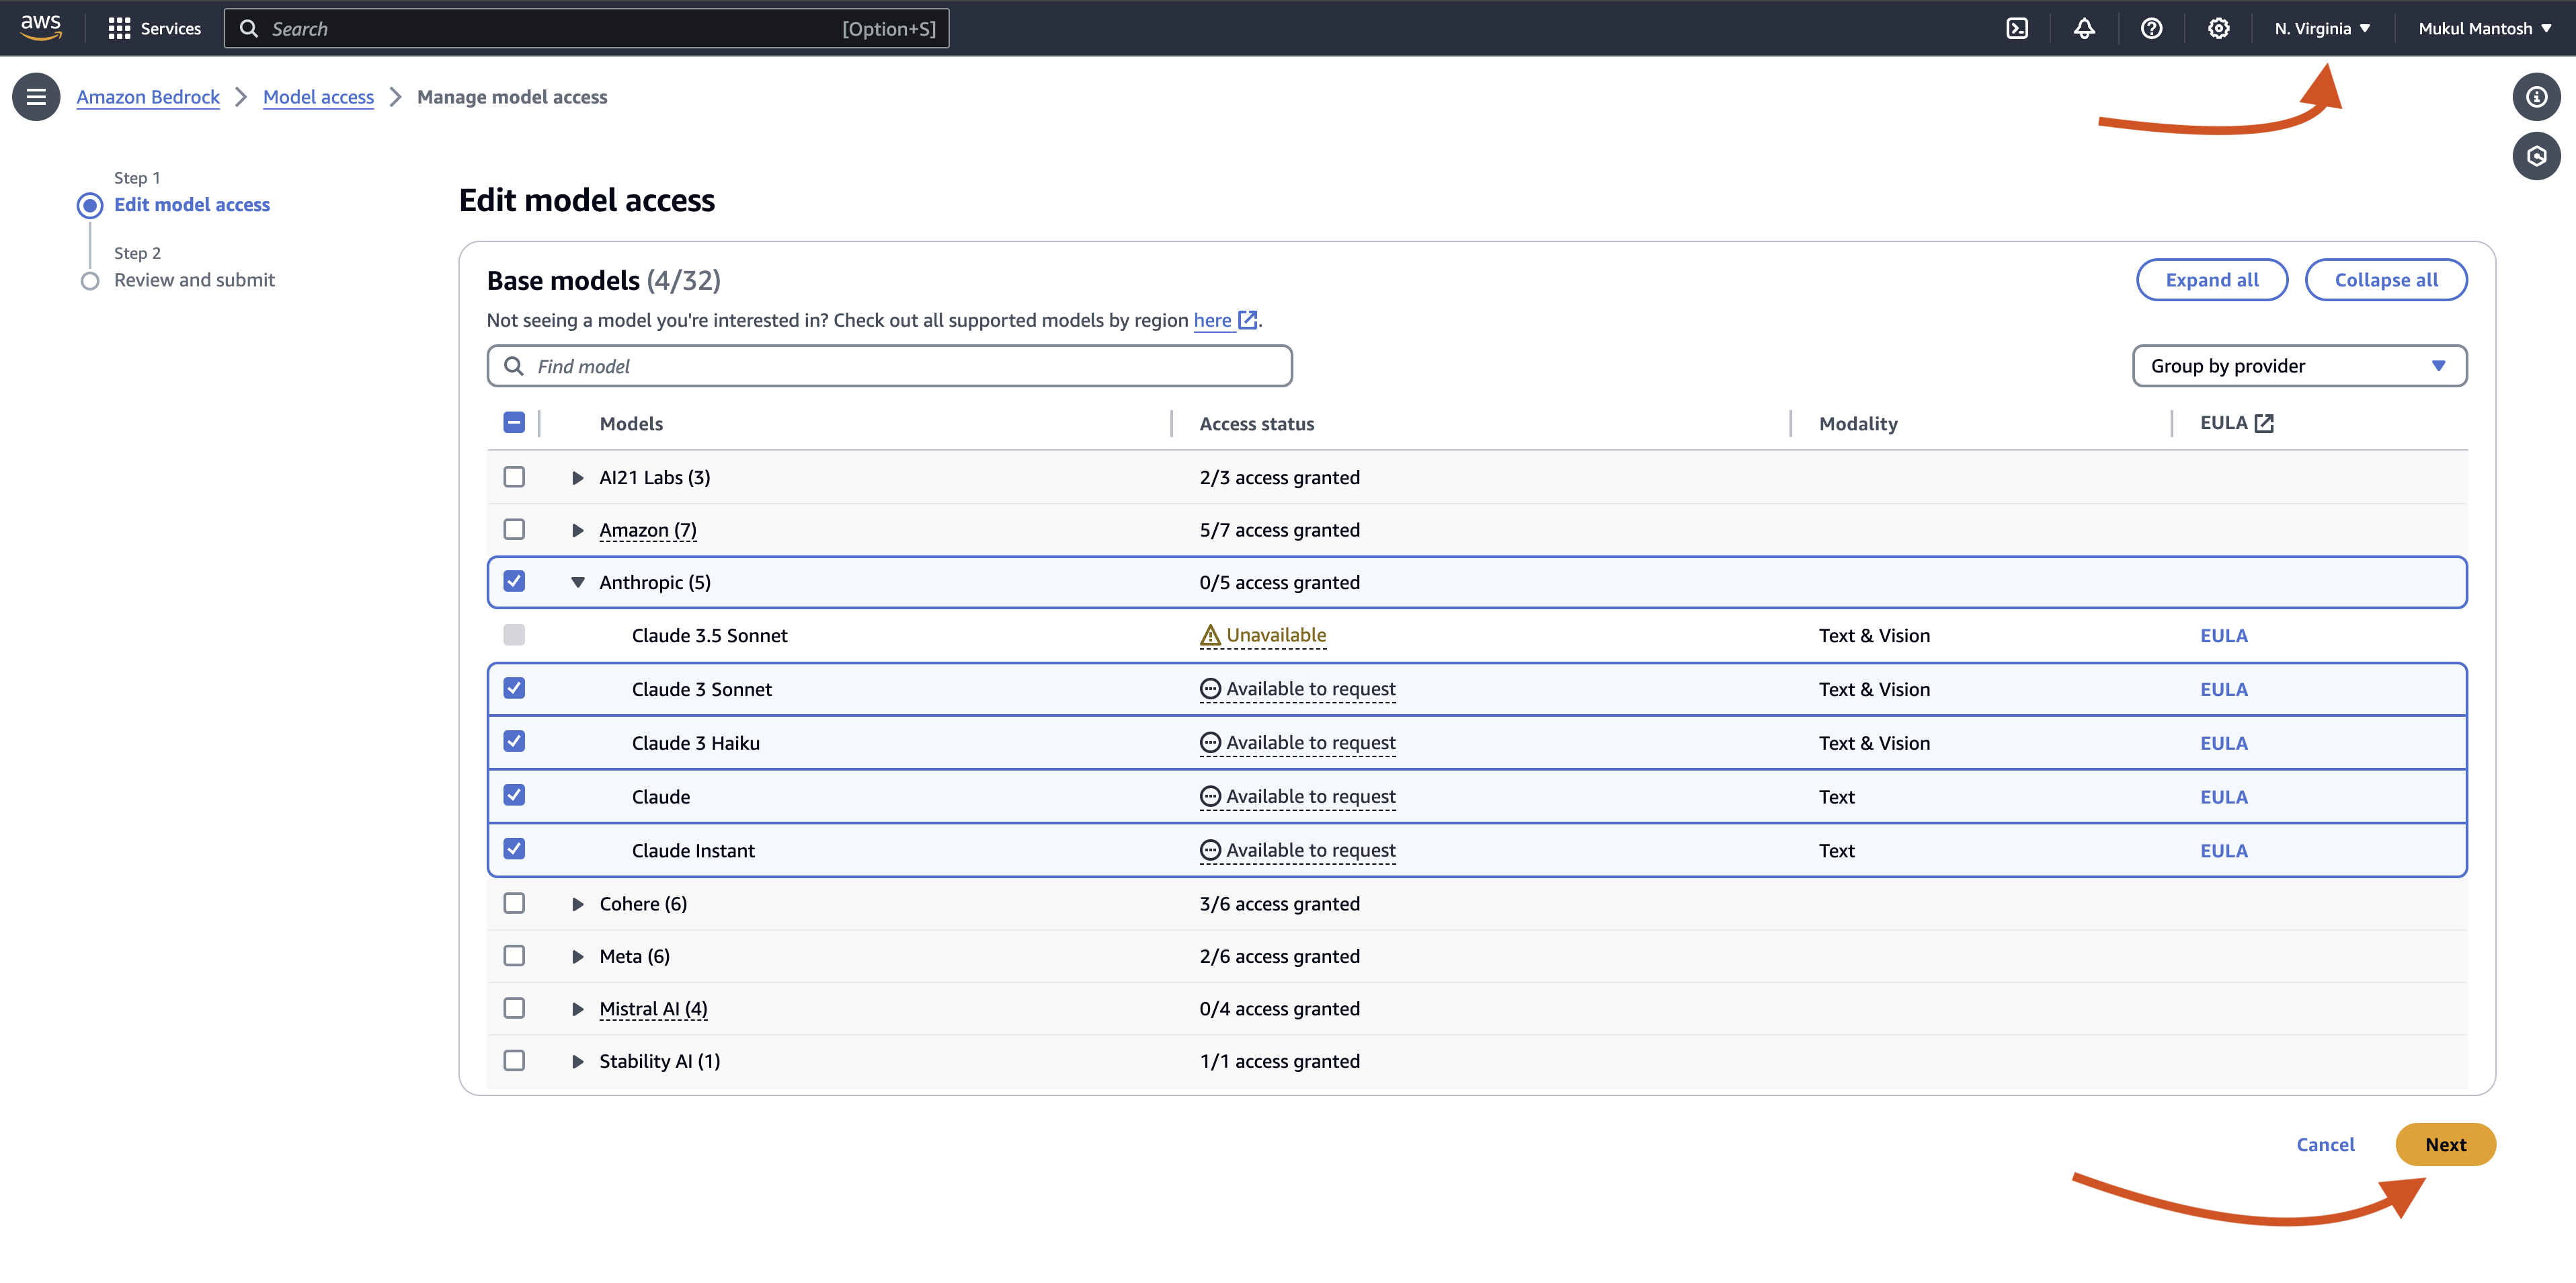 aws Services Search [Option+S] N. Virginia Mukul Mantosh
Amazon Bedrock Model access Manage model access
Step 1
Edit model access
Step 2
Review and submit
Edit model access
Base models (4/32) Expand all Collapse all
Not seeing a model you're interested in? Check out all supported models by region here.
Find model Group by provider
Models Access status Modality EULA
AI21 Labs (3) 2/3 access granted
Amazon (7) 5/7 access granted
Anthropic (5) 0/5 access granted
Claude 3.5 Sonnet Unavailable Text & Vision EULA
Claude 3 Sonnet Available to request Text & Vision EULA
Claude 3 Haiku Available to request Text & Vision EULA
Claude Available to request Text EULA
Claude Instant Available to request Text EULA
Cohere (6) 3/6 access granted
Meta (6) 2/6 access granted
Mistral AI (4) 0/4 access granted
Stability AI (1) 1/1 access granted
Cancel Next